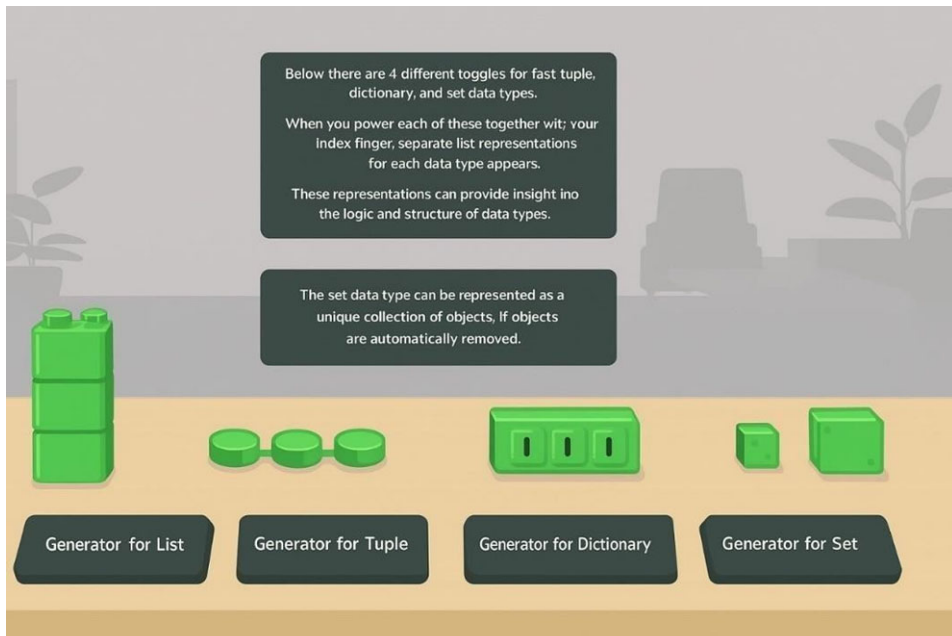 Below there are 4 different toggles for fast tuple,
dictionary, and set data types.
When you power each of these together wit; your
index finger, separate list representations
for each data type appears.
These representations can provide insight ino
the logic and structure of data types.
The set data type can be represented as a
unique collection of objects, If objects
are automatically removed.
Generator for List
Generator for Tuple
Generator for Dictionary
Generator for Set